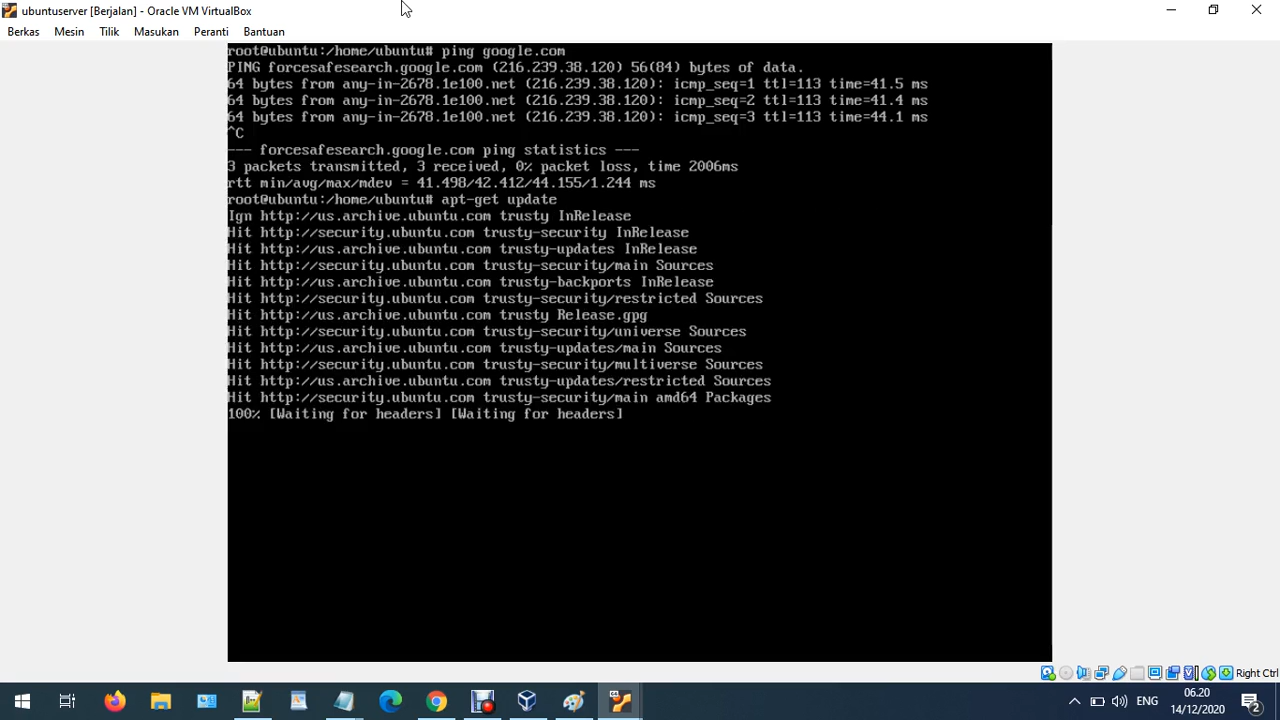 ubuntuserver [Berjalan] - Oracle VM VirtualBox
Berkas Mesin Tilik Masukan Peranti Bantuan
root@ubuntu:/home/ubuntu# ping google.com
PING forcesafesearch.google.com (216.239.38.120) 56(84) bytes of data.
64 bytes from any-in-2678.1e100.net (216.239.38.120): icmp_seq=1 ttl=113 time=41.5 ms
64 bytes from any-in-2678.1e100.net (216.239.38.120): icmp_seq=2 ttl=113 time=41.4 ms
64 bytes from any-in-2678.1e100.net (216.239.38.120): icmp_seq=3 ttl=113 time=44.1 ms
^C
--- forcesafesearch.google.com ping statistics ---
3 packets transmitted, 3 received, 0% packet loss, time 2006ms
rtt min/avg/max/mdev = 41.498/42.412/44.155/1.244 ms
root@ubuntu:/home/ubuntu# apt-get update
Ign http://us.archive.ubuntu.com trusty InRelease
Hit http://security.ubuntu.com trusty-security InRelease
Hit http://us.archive.ubuntu.com trusty-updates InRelease
Hit http://security.ubuntu.com trusty-security/main Sources
Hit http://us.archive.ubuntu.com trusty-backports InRelease
Hit http://security.ubuntu.com trusty-security/restricted Sources
Hit http://us.archive.ubuntu.com trusty Release.gpg
Hit http://security.ubuntu.com trusty-security/universe Sources
Hit http://us.archive.ubuntu.com trusty-updates/main Sources
Hit http://security.ubuntu.com trusty-security/multiverse Sources
Hit http://us.archive.ubuntu.com trusty-updates/restricted Sources
Hit http://security.ubuntu.com trusty-security/main amd64 Packages
100% [Waiting for headers] [Waiting for headers]
Right Ctrl
ENG
06.20
14/12/2020
2